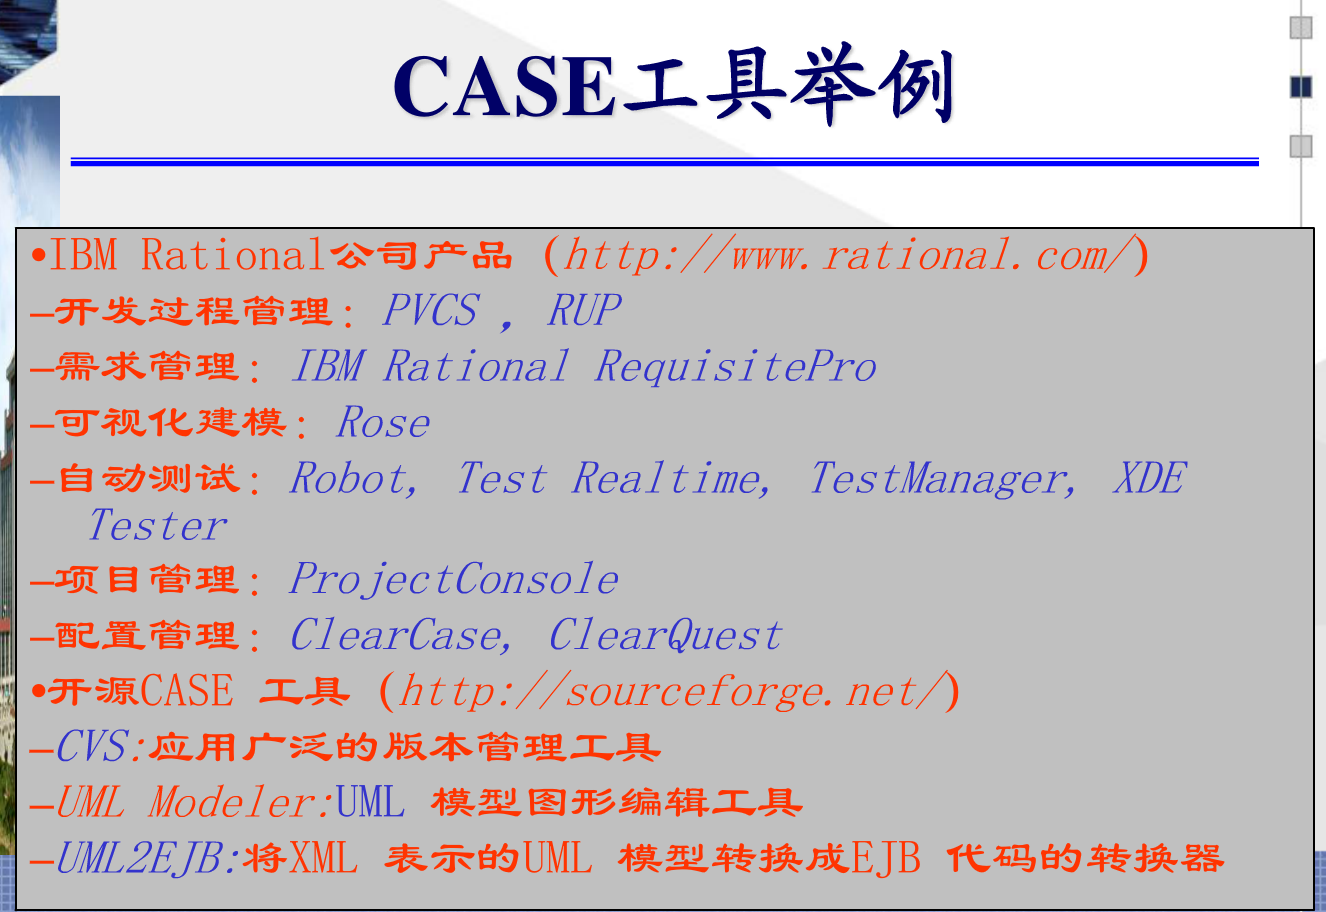 CASE工具举例
•IBM Rational公司产品 (http://www.rational.com/)
–开发过程管理: PVCS , RUP
–需求管理: IBM Rational RequisitePro
–可视化建模: Rose
–自动测试: Robot, Test Realtime, TestManager, XDE
Tester
–项目管理: ProjectConsole
–配置管理: ClearCase, ClearQuest
•开源CASE 工具 (http://sourceforge.net/)
–CVS:应用广泛的版本管理工具
–UML Modeler:UML 模型图形编辑工具
–UML2EJB:将XML 表示的UML 模型转换成EJB 代码的转换器